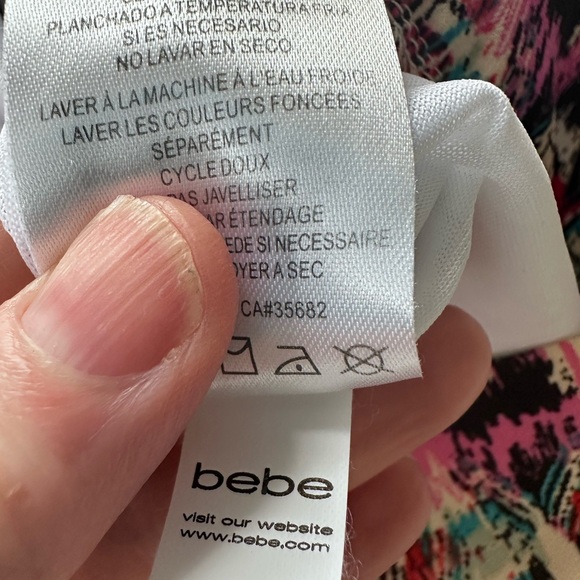 PLANCHADO A TEMPERATURA FRIA
SI ES NECESARIO
NO LAVAR EN SECO
LAVER À LA MACHINE À L'EAU FROIDE
LAVER LES COULEURS FONCÉES
SÉPARÉMENT
CYCLE DOUX
PAS JAVELLISER
AR ÉTENDAGE
EDE SI NECESSAIRE
OYER A SEC
CA#35682
bebe
visit our website
www.bebe.com